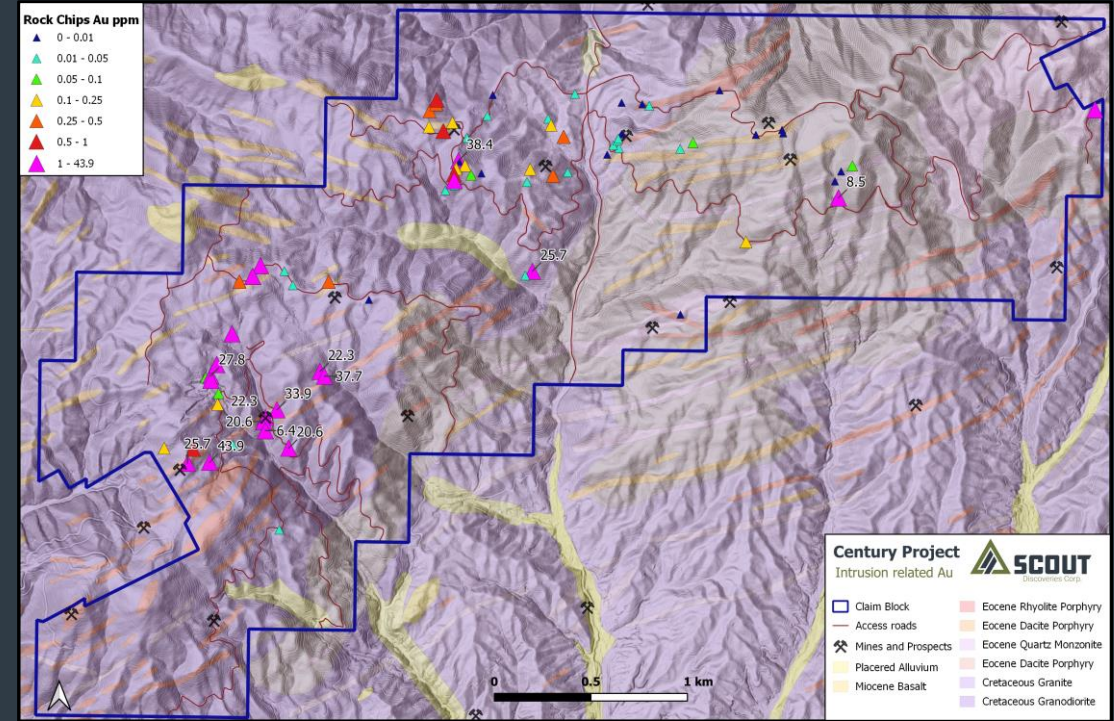 Rock Chips Au ppm
0 - 0.01
0.01 - 0.05
0.05 - 0.1
0.1 - 0.25
0.25 - 0.5
0.5 - 1
1 - 43.9
38.4
8.5
25.7
27.8
22.3
37.7
33.9
22.3
20.6
6.4
20.6
25.7
43.9
0
0.5
1 km
Century Project
Intrusion related Au
SCOUT
Discoveries Corp.
Claim Block
Access roads
Mines and Prospects
Placered Alluvium
Miocene Basalt
Eocene Rhyolite Porphyry
Eocene Dacite Porphyry
Eocene Quartz Monzonite
Eocene Dacite Porphyry
Cretaceous Granite
Cretaceous Granodiorite